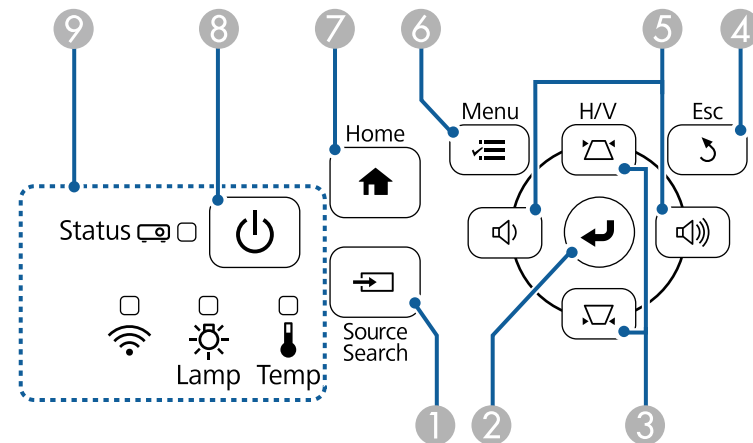 9 8 7 6 5 4
Menu H/V Esc
Home
Status
Source
Search
Lamp Temp
1 2 3